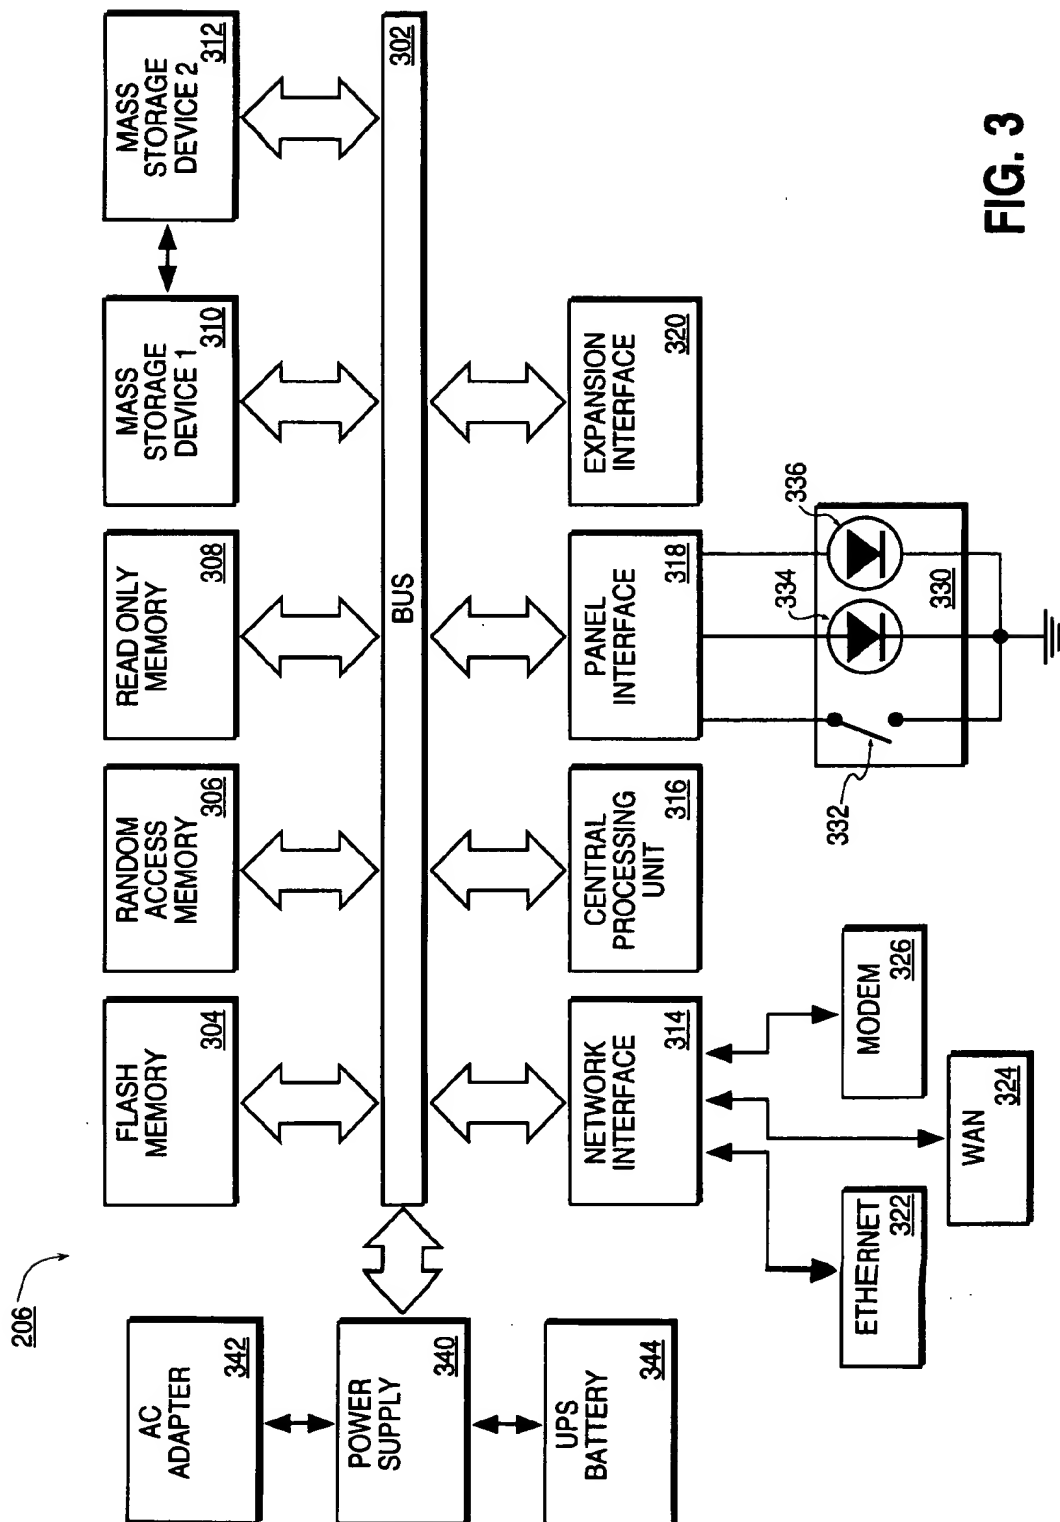 206
AC
ADAPTER
342
POWER
SUPPLY
340
UPS
BATTERY
344
FLASH
MEMORY
304
RANDOM
ACCESS
MEMORY
306
READ ONLY
MEMORY
308
MASS
STORAGE
DEVICE 1
310
MASS
STORAGE
DEVICE 2
312
BUS
302
NETWORK
INTERFACE
314
CENTRAL
PROCESSING
UNIT
316
PANEL
INTERFACE
318
EXPANSION
INTERFACE
320
ETHERNET
322
WAN
324
MODEM
326
332
334
336
330
FIG. 3